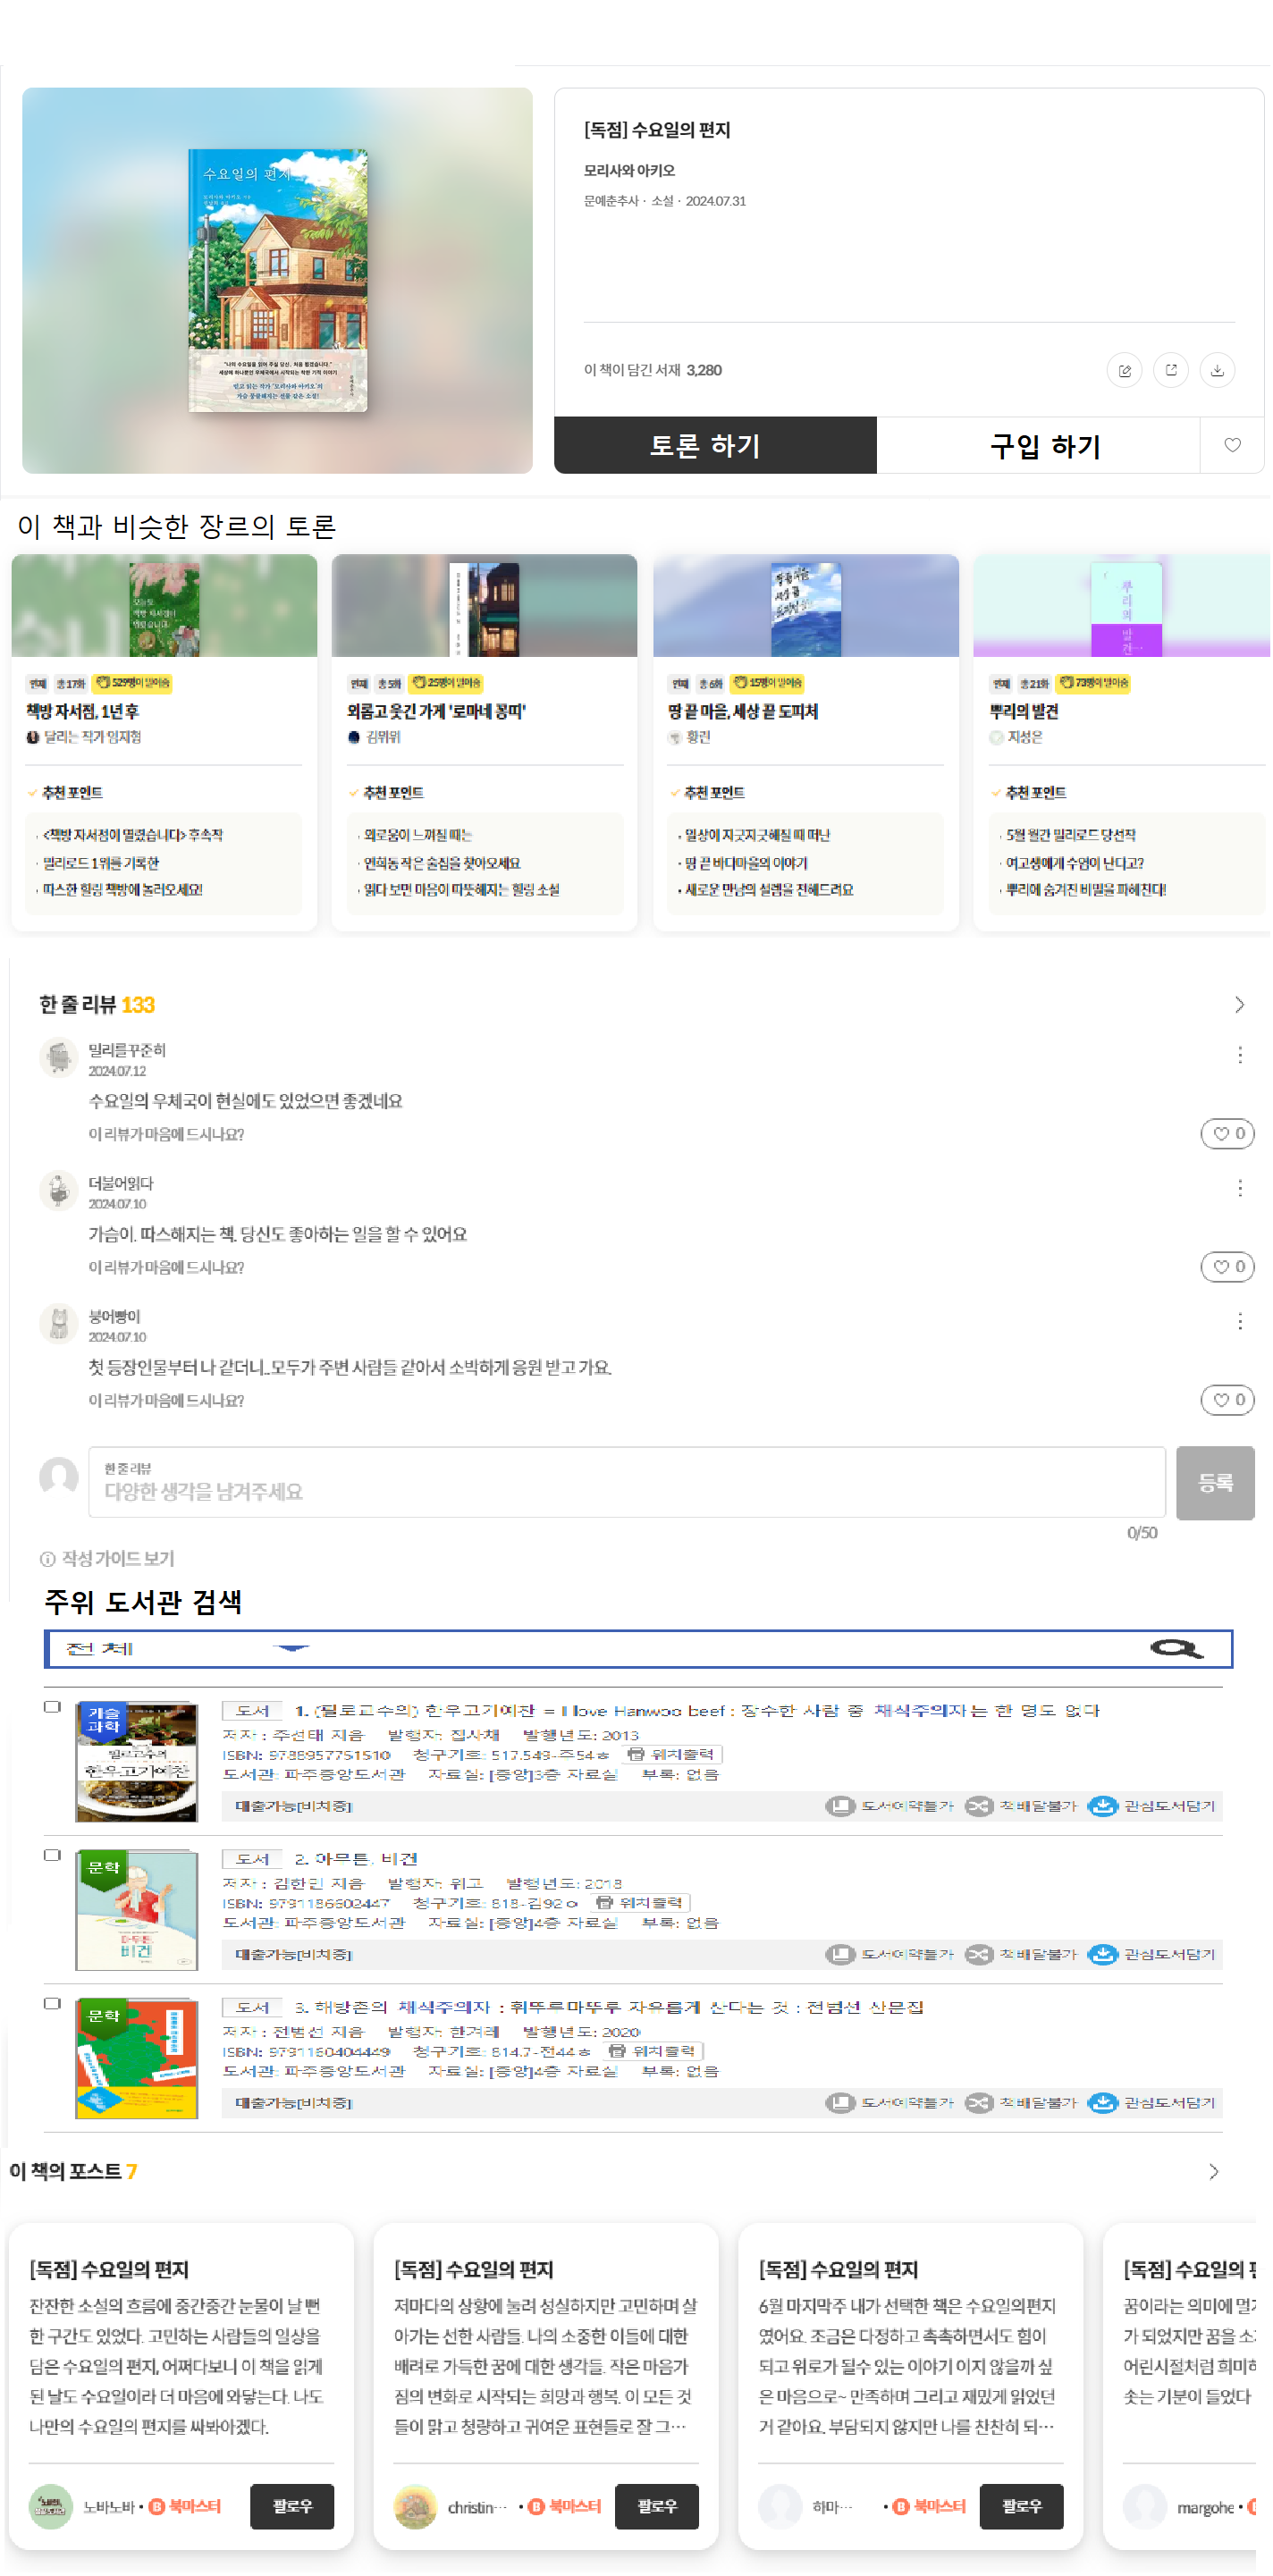 수요일의 편지
[독점] 수요일의 편지
모리사와 아키오
문예춘추사 · 소설 · 2024.07.31
이 책이 담긴 서재 3,280
토론 하기
구입 하기
이 책과 비슷한 장르의 토론
연재 총 17화 529명이 밀어줌
책방 자서점, 1년 후
달리는 작가 임지형
추천 포인트
· <책방 자서점이 열렸습니다> 후속작
· 밀리로드 1위를 기록한
· 따스한 힐링 책방에 놀러오세요!
연재 총 5화 25명이 밀어줌
외롭고 웃긴 가게 '로마네 꽁띠'
김뮈뮈
추천 포인트
· 외로움이 느껴질 때는
· 연희동 작은 술집을 찾아오세요
· 읽다 보면 마음이 따뜻해지는 힐링 소설
연재 총 6화 15명이 밀어줌
땅 끝 마을, 세상 끝 도피처
황린
추천 포인트
· 일상이 지긋지긋해질 때 떠난
· 땅 끝 바다마을의 이야기
· 새로운 만남의 설렘을 전해드려요
뿌리의 발견…
연재 총 21화 73명이 밀어줌
뿌리의 발견
지성은
추천 포인트
· 5월 월간 밀리로드 당선작
· 여고생에게 수염이 난다고?
· 뿌리에 숨겨진 비밀을 파헤친다!
한 줄 리뷰 133
밀리를꾸준히
2024.07.12
수요일의 우체국이 현실에도 있었으면 좋겠네요
이 리뷰가 마음에 드시나요?
0
더불어읽다
2024.07.10
가슴이. 따스해지는 책. 당신도 좋아하는 일을 할 수 있어요
이 리뷰가 마음에 드시나요?
0
붕어빵이
2024.07.10
첫 등장인물부터 나 같더니..모두가 주변 사람들 같아서 소박하게 응원 받고 가요.
이 리뷰가 마음에 드시나요?
0
한 줄 리뷰
다양한 생각을 남겨주세요
등록
0/50
작성 가이드 보기
주위 도서관 검색
전체
기술과학
도서 1. (필로교수의) 한우고기예찬 = I love Hanwoo beef : 장수한 사람 중 채식주의자는 한 명도 없다
저자 : 주선태 지음 발행자: 집사재 발행년도: 2013
ISBN: 9788957751510 청구기호: 517.549-주54ㅎ 위치출력
도서관: 파주중앙도서관 자료실: [중앙]3층 자료실 부록: 없음
대출가능[비치중] 도서예약불가 책배달불가 관심도서담기
문학
아무튼, 비건
도서 2. 아무튼, 비건
저자 : 김한민 지음 발행자: 위고 발행년도: 2018
ISBN: 9791186602447 청구기호: 818-김92ㅇ 위치출력
도서관: 파주중앙도서관 자료실: [중앙]4층 자료실 부록: 없음
대출가능[비치중] 도서예약불가 책배달불가 관심도서담기
문학
도서 3. 해방촌의 채식주의자 : 휘뚜루마뚜루 자유롭게 산다는 것 : 전범선 산문집
저자 : 전범선 지음 발행자: 한겨레 발행년도: 2020
ISBN: 9791160404449 청구기호: 814.7-전44ㅎ 위치출력
도서관: 파주중앙도서관 자료실: [중앙]4층 자료실 부록: 없음
대출가능[비치중] 도서예약불가 책배달불가 관심도서담기
이 책의 포스트 7
[독점] 수요일의 편지
잔잔한 소설의 흐름에 중간중간 눈물이 날 뻔
한 구간도 있었다. 고민하는 사람들의 일상을
담은 수요일의 편지, 어쩌다보니 이 책을 읽게
된 날도 수요일이라 더 마음에 와닿는다. 나도
나만의 수요일의 편지를 싸봐아겠다.
노바노바 • B 북마스터 팔로우
[독점] 수요일의 편지
저마다의 상황에 눌려 성실하지만 고민하며 살
아가는 선한 사람들. 나의 소중한 이들에 대한
배려로 가득한 꿈에 대한 생각들. 작은 마음가
짐의 변화로 시작되는 희망과 행복. 이 모든 것
들이 맑고 청량하고 귀여운 표현들로 잘 그…
christin… • B 북마스터 팔로우
[독점] 수요일의 편지
6월 마지막주 내가 선택한 책은 수요일의편지
였어요. 조금은 다정하고 촉촉하면서도 힘이
되고 위로가 될수 있는 이야기 이지 않을까 싶
은 마음으로~ 만족하며 그리고 재밌게 읽었던
거 같아요. 부담되지 않지만 나를 찬찬히 되…
하마… • B 북마스터 팔로우
[독점] 수요일의
꿈이라는 의미에
가 되었지만 꿈을
어린시절처럼
솟는 기분이 들었다
margohe •